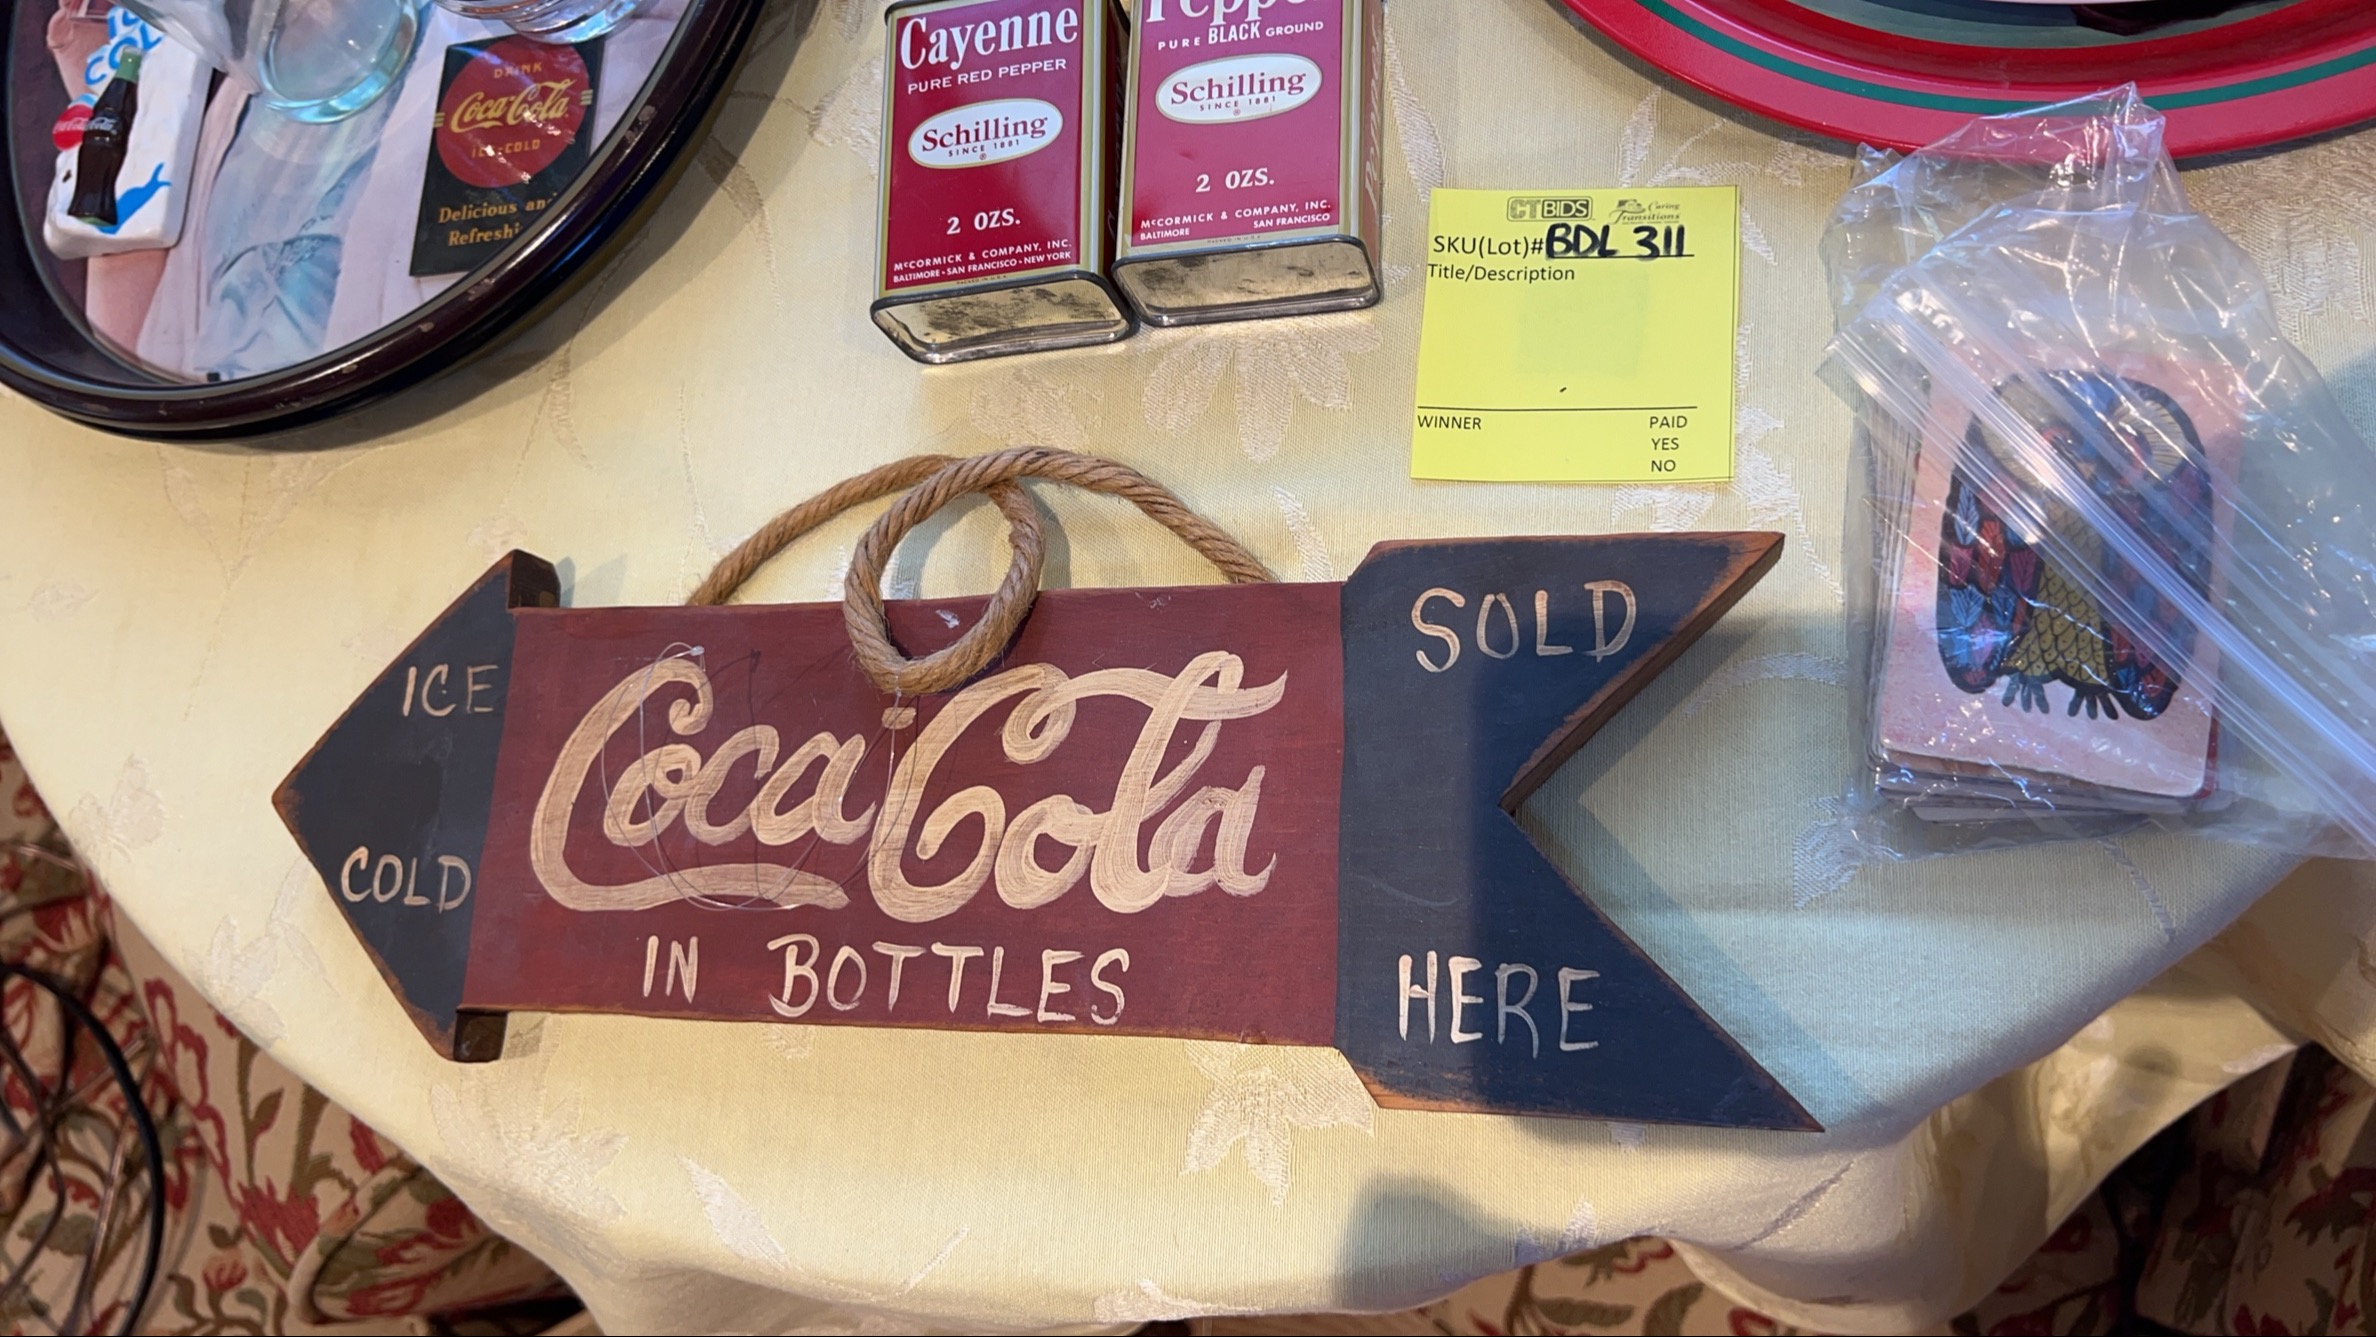 DRINK
Coca-Cola
ICE-COLD
Delicious and
Cayenne
PURE RED PEPPER
Schilling
SINCE 1881
®
2 OZS.
McCORMICK & COMPANY, INC.
BALTIMORE • SAN FRANCISCO • NEW YORK
PACKED IN U.S.A.
PURE BLACK GROUND
Schilling
SINCE 1881
®
2 OZS.
McCORMICK & COMPANY, INC.
BALTIMORE SAN FRANCISCO
CTBIDS Caring Transitions
SKU(Lot)# BDL 311
Title/Description
WINNER PAID
YES
NO
ICE
COLD
Coca-Cola
IN BOTTLES
SOLD
HERE